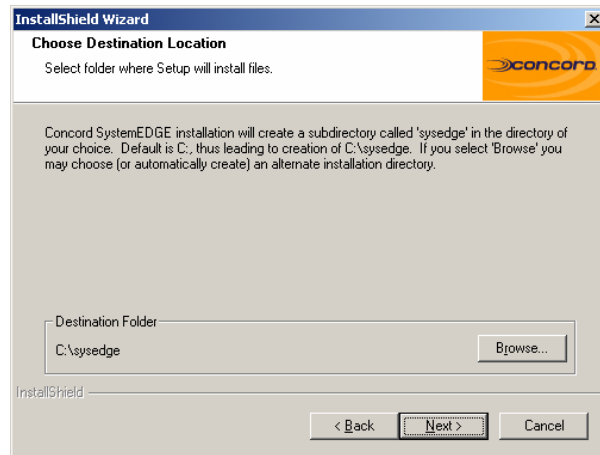 InstallShield Wizard
Choose Destination Location
Select folder where Setup will install files.
concord
Concord SystemEDGE installation will create a subdirectory called 'sysedge' in the directory of
your choice. Default is C:, thus leading to creation of C:\sysedge. If you select 'Browse' you
may choose (or automatically create) an alternate installation directory.
Destination Folder
C:\sysedge
Browse...
InstallShield
< Back
Next >
Cancel